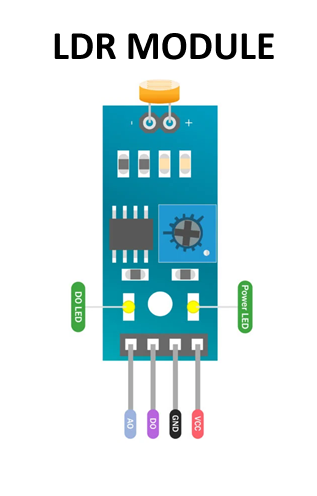 LDR MODULE
- +
DO LED
Power LED
AO
DO
GND
VCC